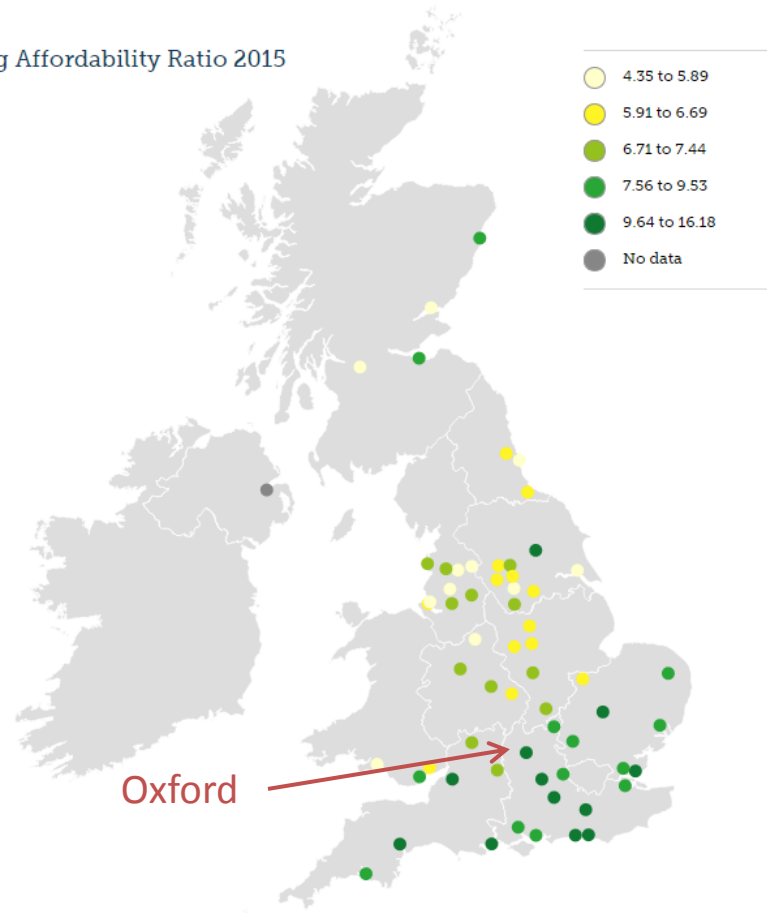 g Affordability Ratio 2015
4.35 to 5.89
5.91 to 6.69
6.71 to 7.44
7.56 to 9.53
9.64 to 16.18
No data
Oxford